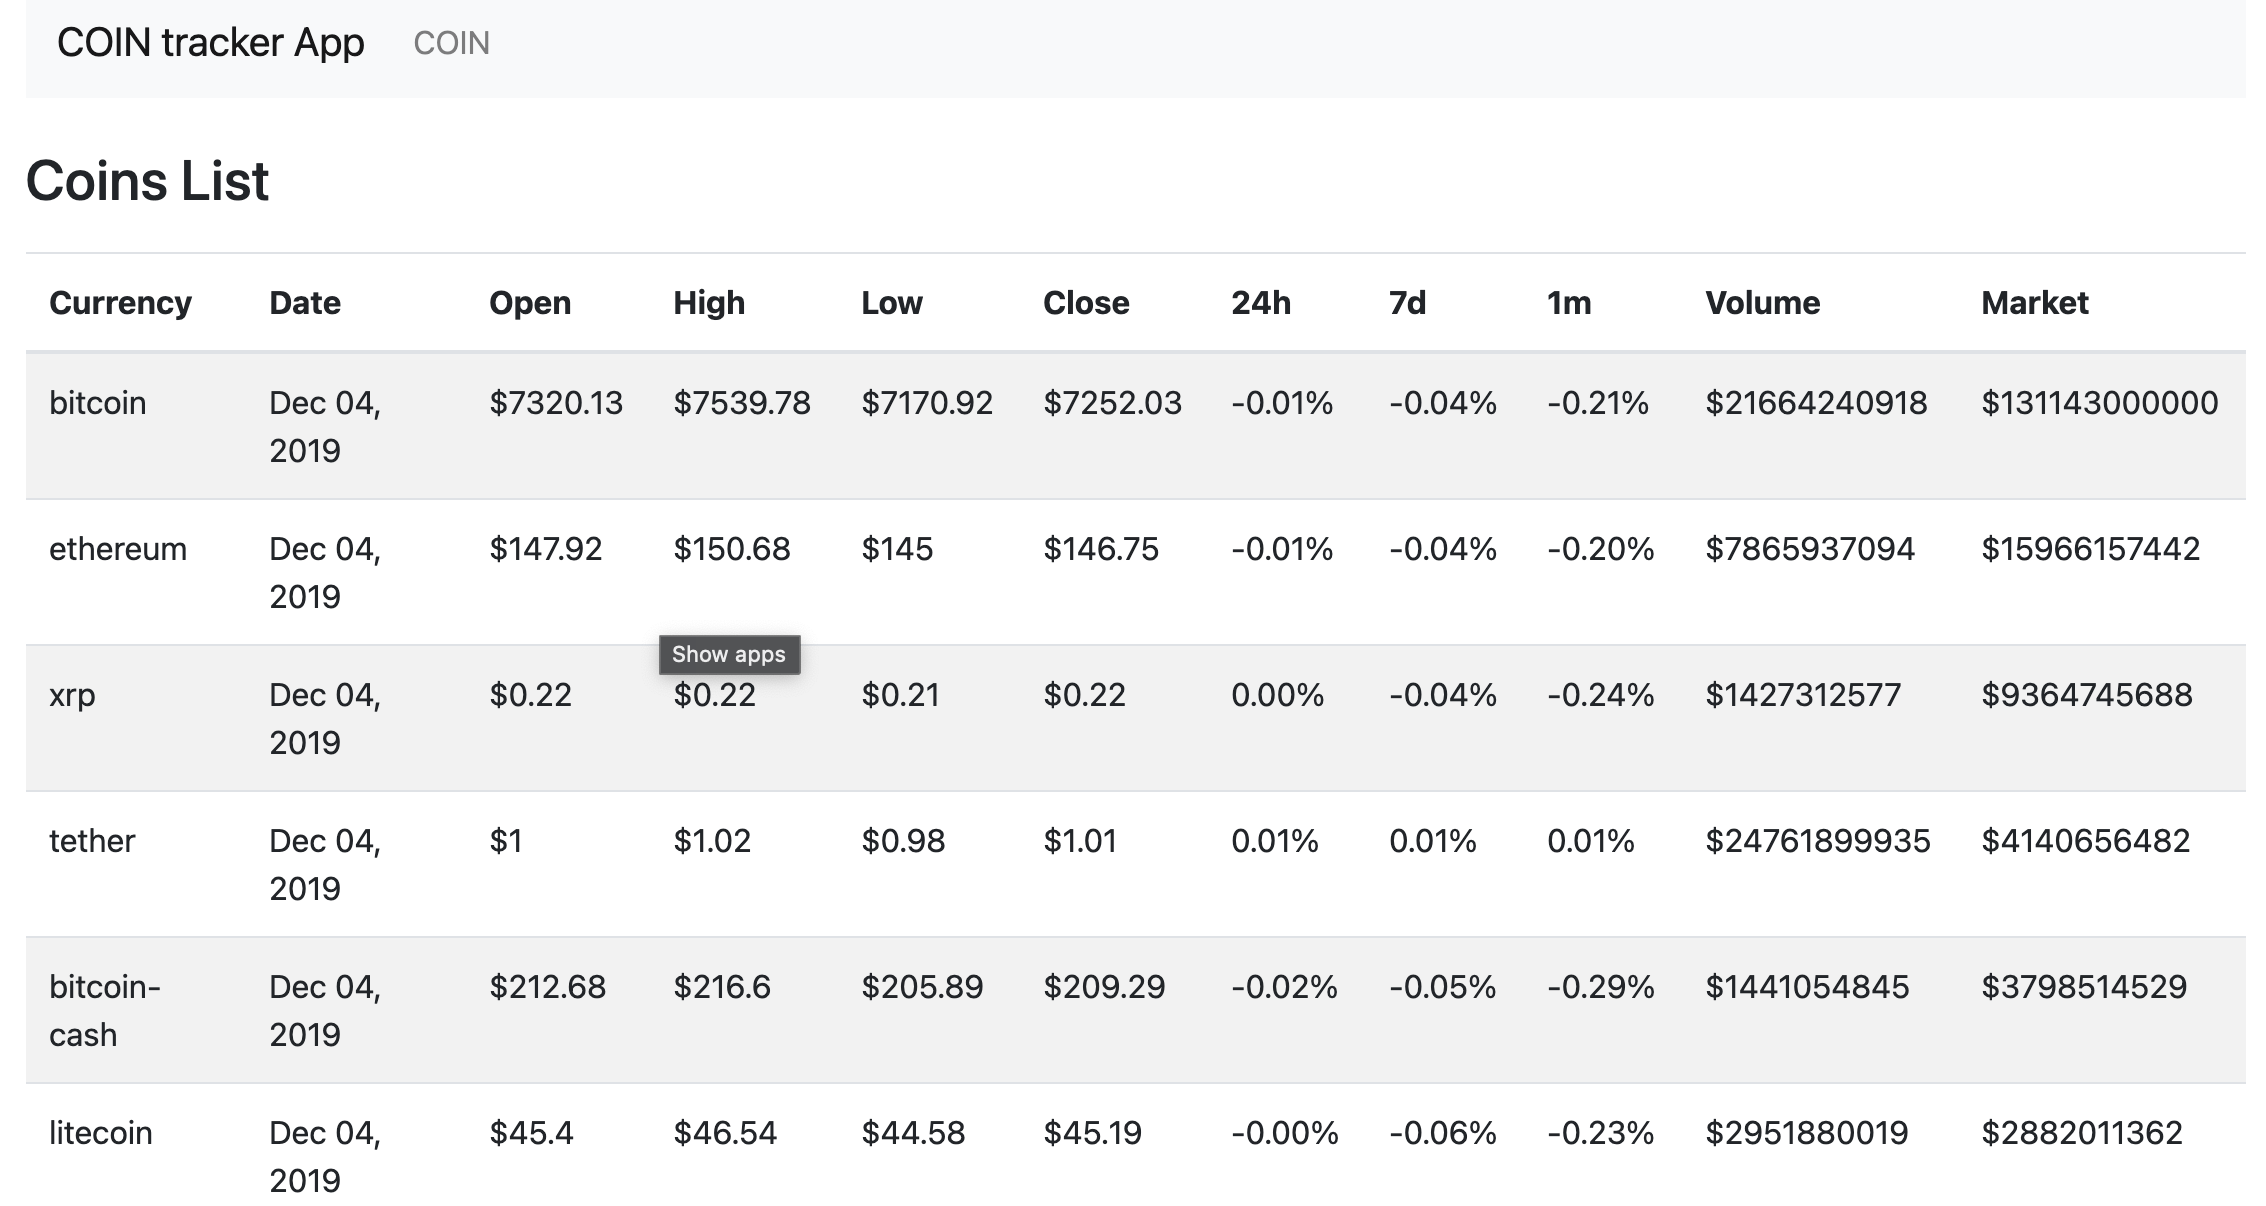 COIN tracker App COIN
Coins List
Currency Date Open High Low Close 24h 7d 1m Volume Market
bitcoin Dec 04, $7320.13 $7539.78 $7170.92 $7252.03 -0.01% -0.04% -0.21% $21664240918 $131143000000
2019
ethereum Dec 04, $147.92 $150.68 $145 $146.75 -0.01% -0.04% -0.20% $7865937094 $15966157442
2019
Show apps
xrp Dec 04, $0.22 $0.22 $0.21 $0.22 0.00% -0.04% -0.24% $1427312577 $9364745688
2019
tether Dec 04, $1 $1.02 $0.98 $1.01 0.01% 0.01% 0.01% $24761899935 $4140656482
2019
bitcoin- Dec 04, $212.68 $216.6 $205.89 $209.29 -0.02% -0.05% -0.29% $1441054845 $3798514529
cash 2019
litecoin Dec 04, $45.4 $46.54 $44.58 $45.19 -0.00% -0.06% -0.23% $2951880019 $2882011362
2019